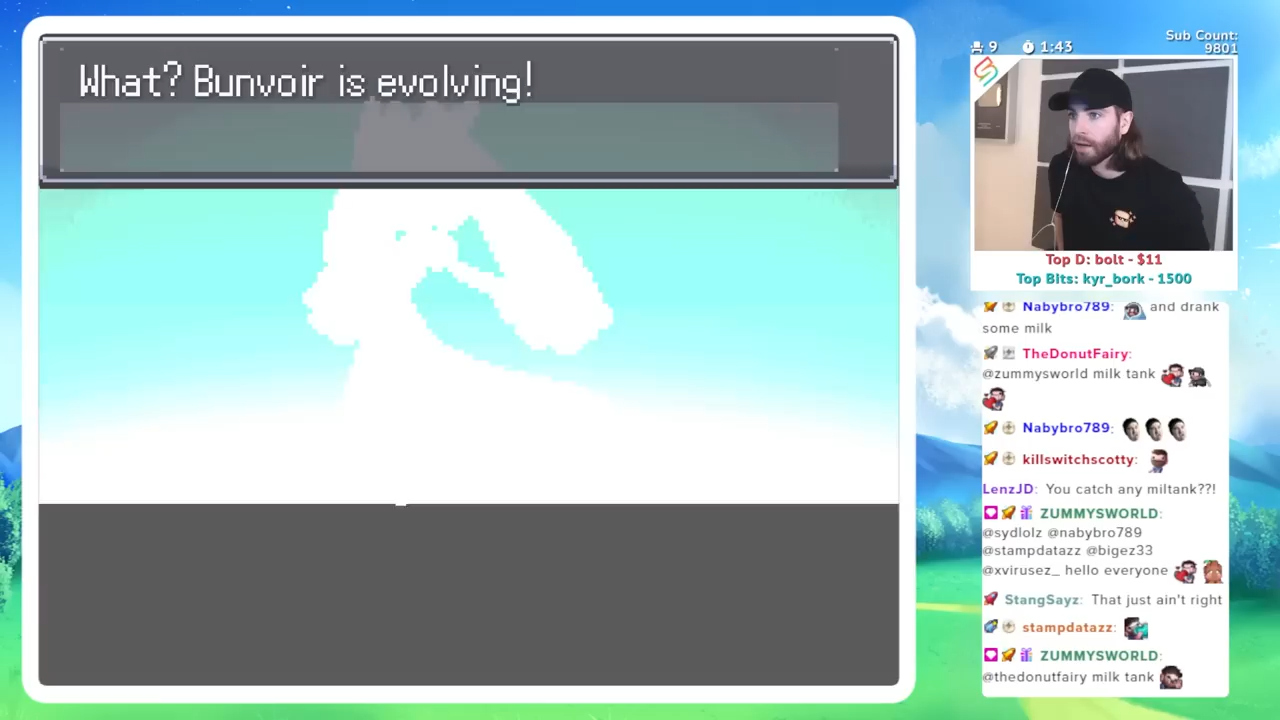 What? Bunvoir is evolving!
9
1:43
Sub Count:
9801
Top D: bolt - $11
Top Bits: kyr_bork - 1500
Nabybro789: and drank
some milk
TheDonutFairy:
@zummysworld milk tank
Nabybro789:
killswitchscotty:
LenzJD: You catch any miltank??!
ZUMMYSWORLD:
@sydlolz @nabybro789
@stampdatazz @bigez33
@xvirusez_ hello everyone
StangSayz: That just ain't right
stampdatazz:
ZUMMYSWORLD:
@thedonutfairy milk tank